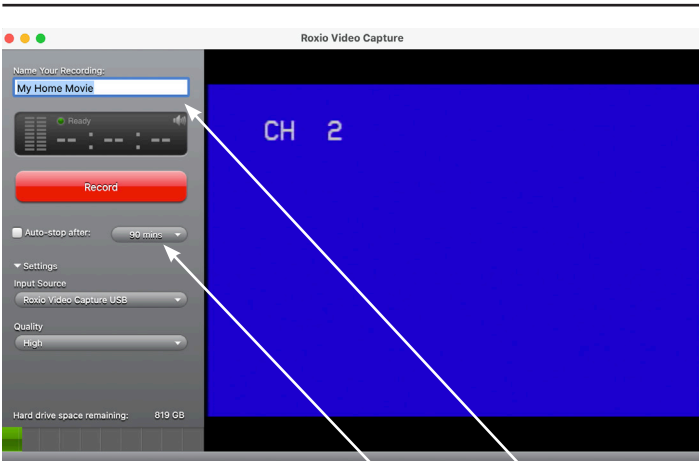 Roxio Video Capture
Name Your Recording:
My Home Movie
Ready
-- : -- : --
Record
Auto-stop after: 90 mins
Settings
Input Source
Roxio Video Capture USB
Quality
High
Hard drive space remaining: 819 GB
CH 2